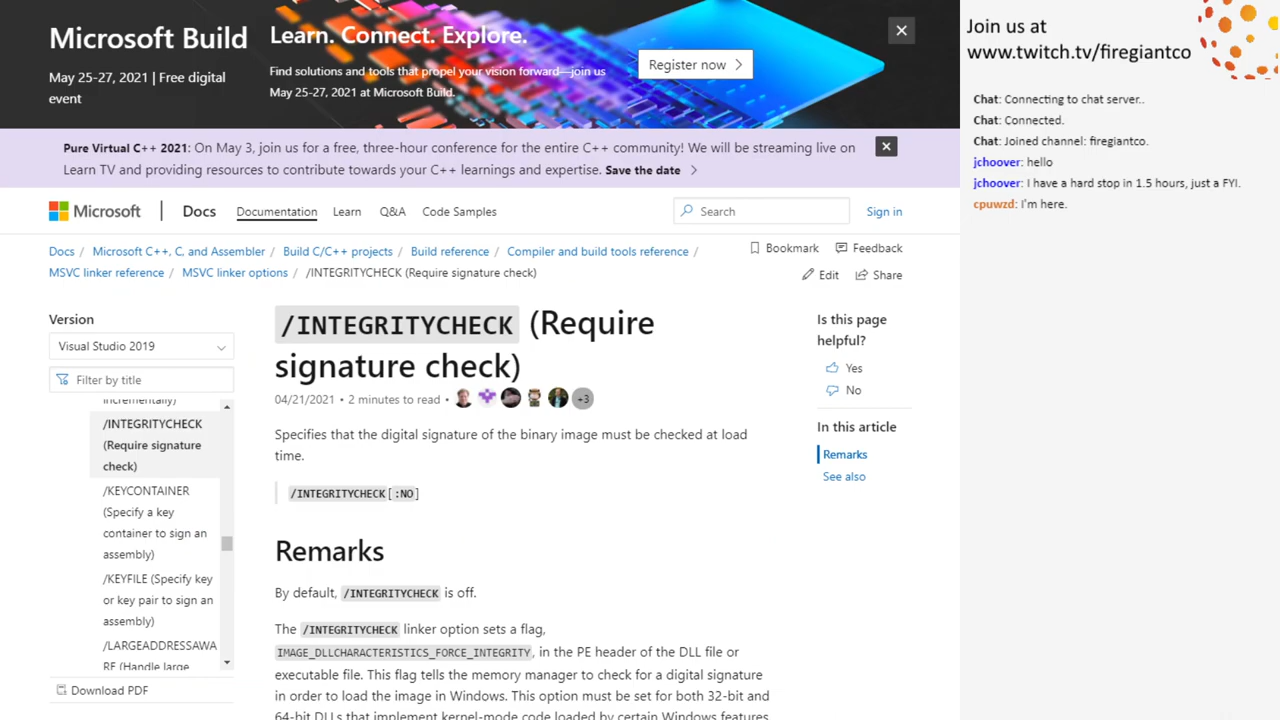 Microsoft Build
May 25-27, 2021 | Free digital
event
Learn. Connect. Explore.
Find solutions and tools that propel your vision forward—join us
May 25-27, 2021 at Microsoft Build.
Register now
Pure Virtual C++ 2021: On May 3, join us for a free, three-hour conference for the entire C++ community! We will be streaming live on
Learn TV and providing resources to contribute towards your C++ learnings and expertise. Save the date
Microsoft
Docs
Documentation
Learn
Q&A
Code Samples
Search
Sign in
Docs / Microsoft C++, C, and Assembler / Build C/C++ projects / Build reference / Compiler and build tools reference /
MSVC linker reference / MSVC linker options / /INTEGRITYCHECK (Require signature check)
Bookmark
Feedback
Edit
Share
Version
Visual Studio 2019
Filter by title
incrementally)
/INTEGRITYCHECK
(Require signature
check)
/KEYCONTAINER
(Specify a key
container to sign an
assembly)
/KEYFILE (Specify key
or key pair to sign an
assembly)
/LARGEADDRESSAWA
RE (Handle large
Download PDF
/INTEGRITYCHECK (Require
signature check)
04/21/2021 • 2 minutes to read
+3
Specifies that the digital signature of the binary image must be checked at load
time.
/INTEGRITYCHECK[:NO]
Remarks
By default, /INTEGRITYCHECK is off.
The /INTEGRITYCHECK linker option sets a flag,
IMAGE_DLLCHARACTERISTICS_FORCE_INTEGRITY, in the PE header of the DLL file or
executable file. This flag tells the memory manager to check for a digital signature
in order to load the image in Windows. This option must be set for both 32-bit and
64-bit DLLs that implement kernel-mode code loaded by certain Windows features.
Is this page
helpful?
Yes
No
In this article
Remarks
See also
Join us at
www.twitch.tv/firegiantco
Chat: Connecting to chat server..
Chat: Connected.
Chat: Joined channel: firegiantco.
jchoover: hello
jchoover: I have a hard stop in 1.5 hours, just a FYI.
cpuwzd: I'm here.